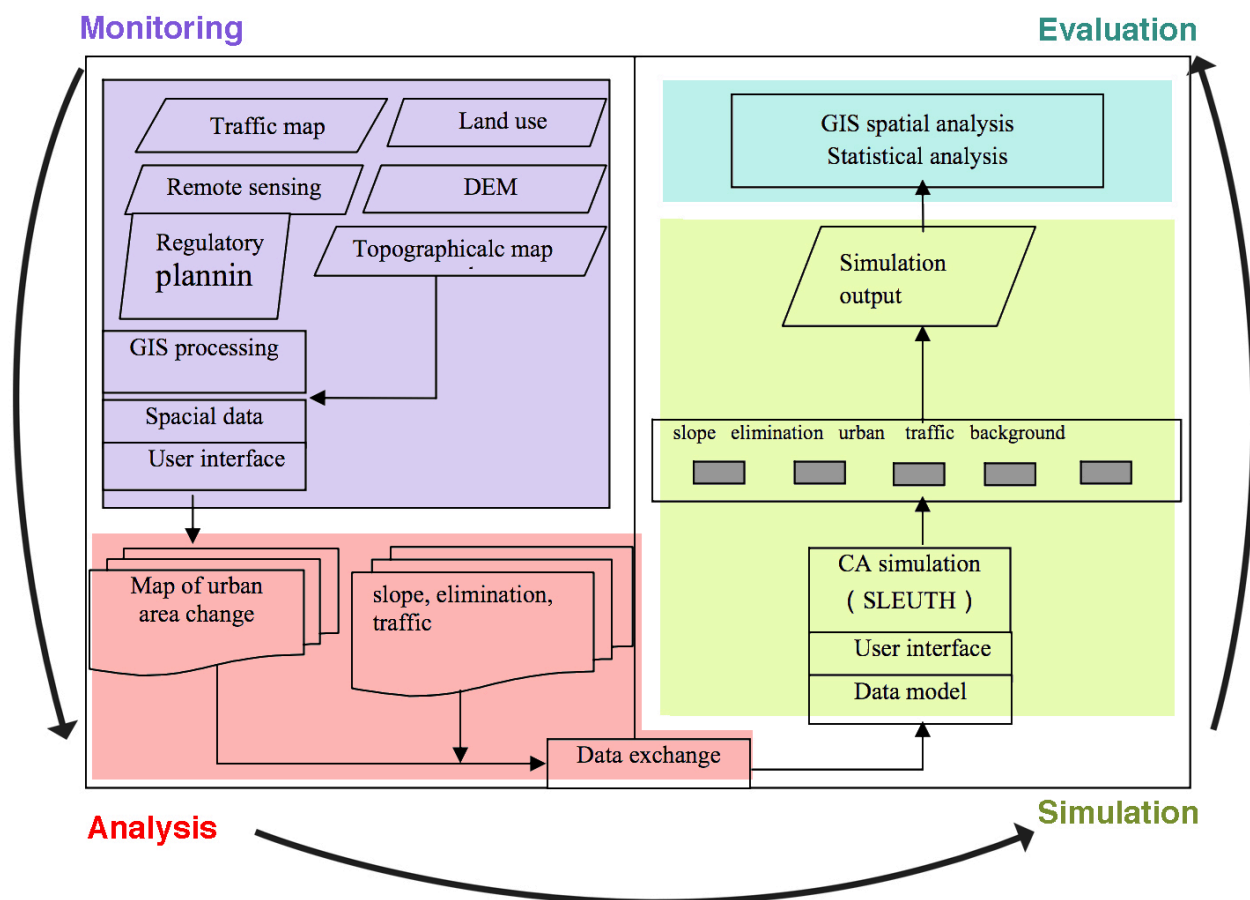 Monitoring
Evaluation
Traffic map
Land use
Remote sensing
DEM
Regulatory
plannin
Topographicalc map
GIS processing
Spacial data
User interface
Map of urban
area change
slope, elimination,
traffic
Data exchange
GIS spatial analysis
Statistical analysis
Simulation
output
slope elimination urban traffic background
CA simulation
( SLEUTH )
User interface
Data model
Analysis
Simulation